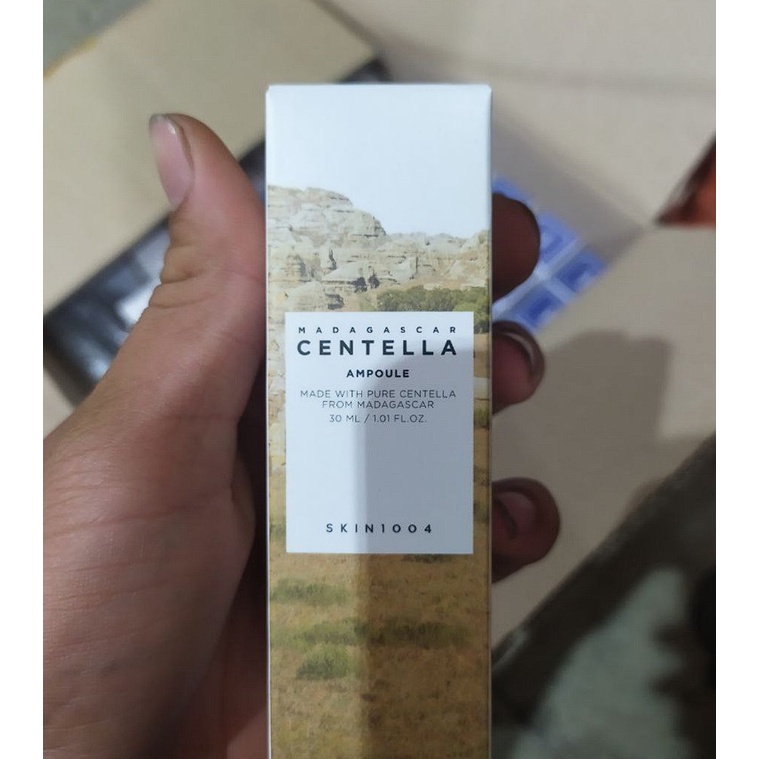 MADAGASCAR
CENTELLA
AMPOULE
MADE WITH PURE CENTELLA
FROM MADAGASCAR
30 ML / 1.01 FL.OZ.
SKIN1004